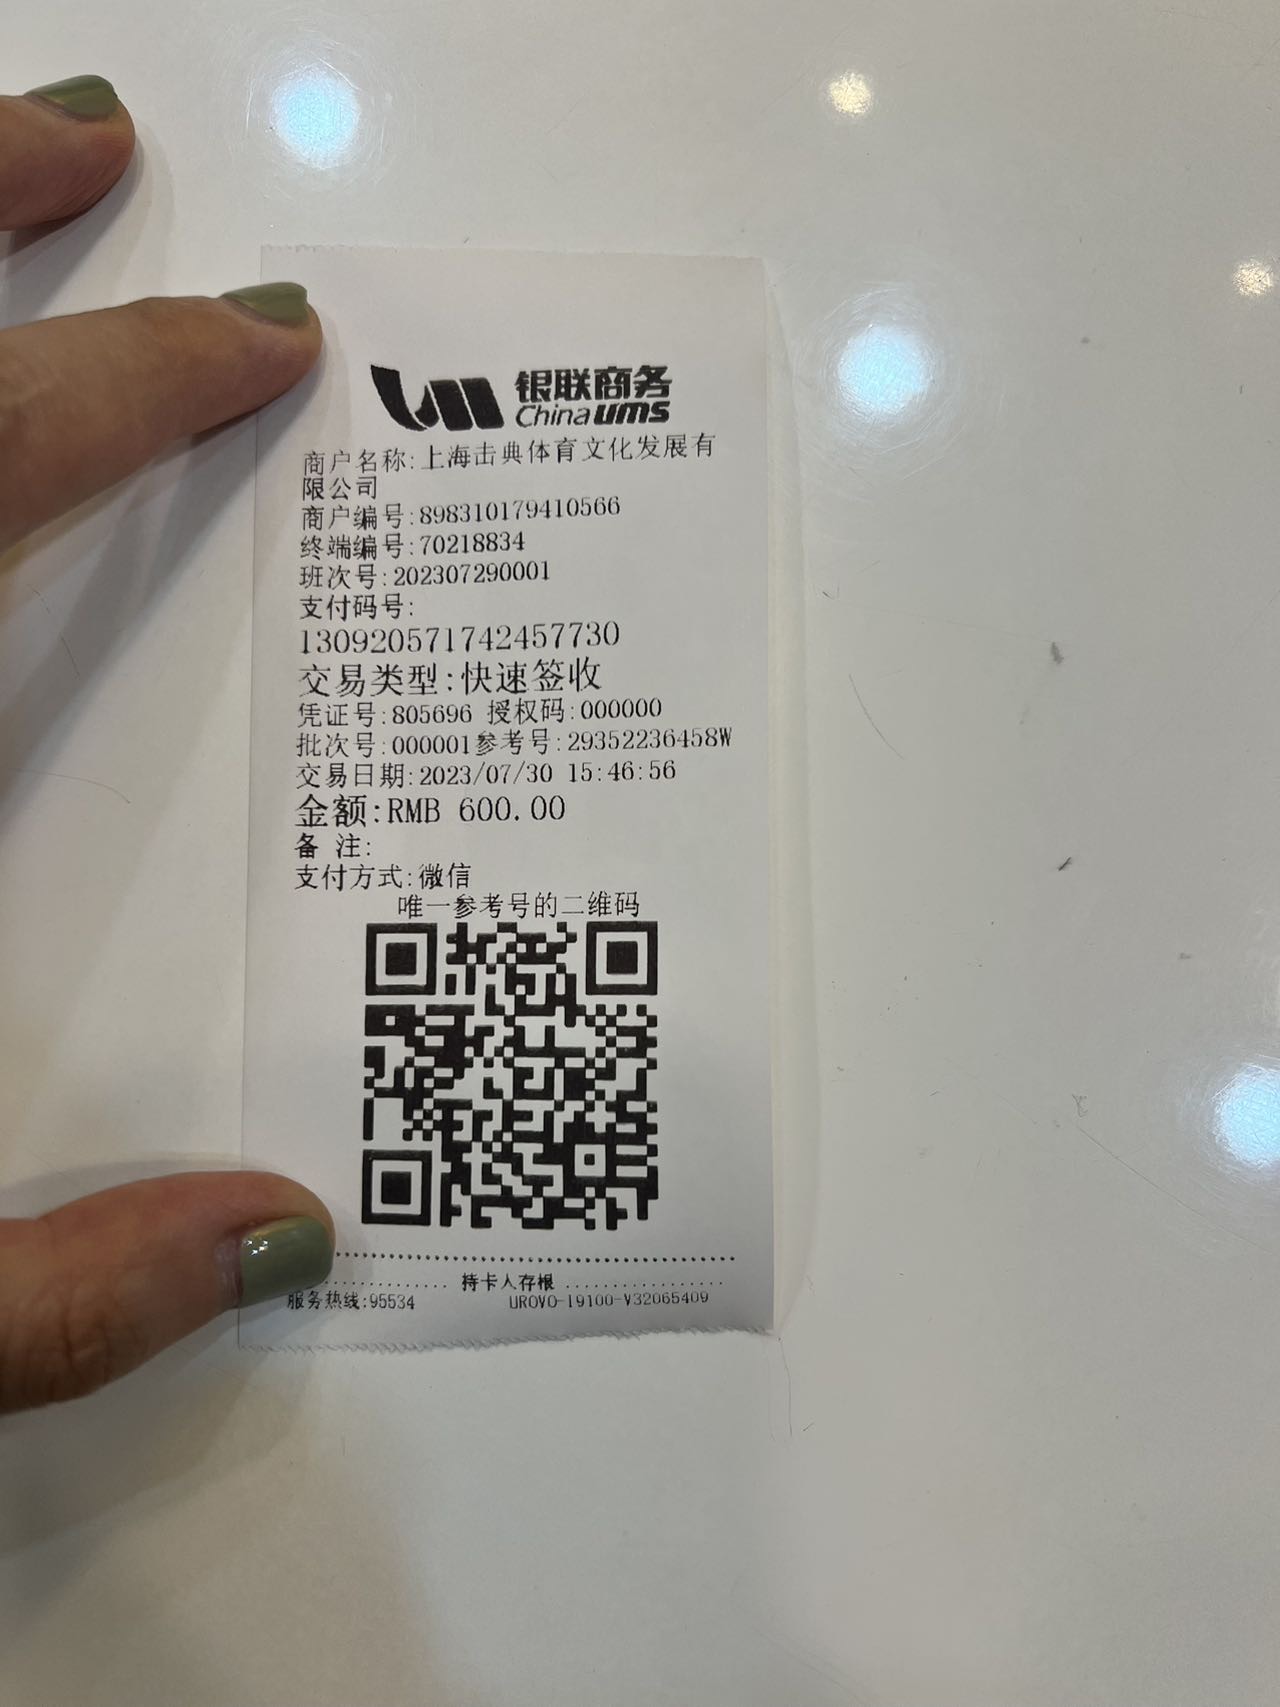 银联商务
China ums
商户名称:上海击典体育文化发展有
限公司
商户编号:898310179410566
终端编号:70218834
班次号:202307290001
支付码号:
130920571742457730
交易类型:快速签收
凭证号:805696 授权码:000000
批次号:000001参考号:29352236458W
交易日期:2023/07/30 15:46:56
金额:RMB 600.00
备 注:
支付方式:微信
唯一参考号的二维码
持卡人存根
服务热线:95534 UROVO-I9100-V32065409